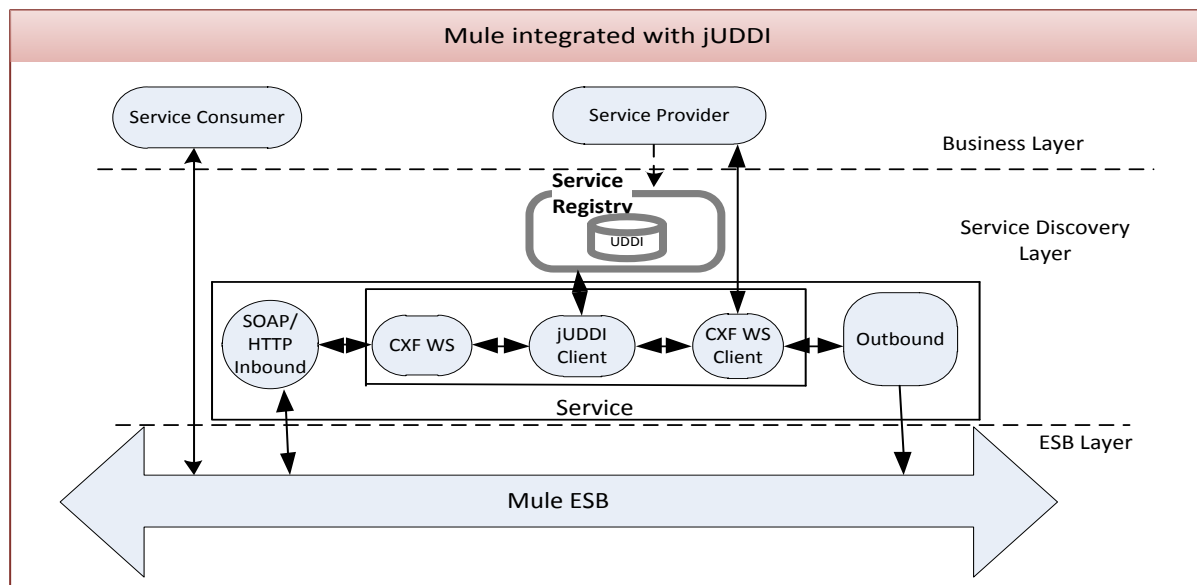 Mule integrated with jUDDI
Service Consumer
Service Provider
Business Layer
Service
Registry
UDDI
Service Discovery
Layer
SOAP/
HTTP
Inbound
CXF WS
jUDDI
Client
CXF WS
Client
Outbound
Service
ESB Layer
Mule ESB